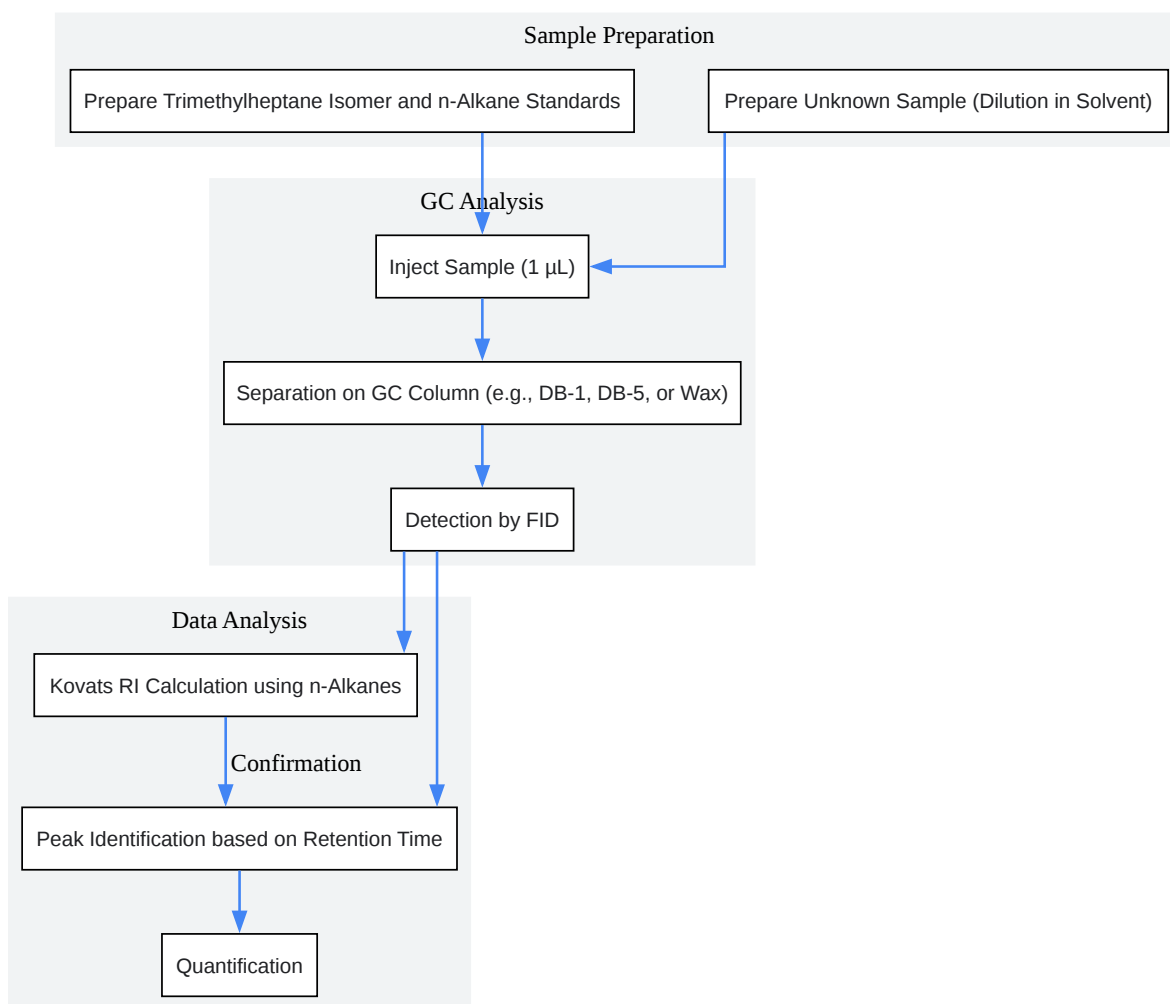 Sample Preparation
Prepare Trimethylheptane Isomer and n-Alkane Standards
Prepare Unknown Sample (Dilution in Solvent)
GC Analysis
Inject Sample (1 µL)
Separation on GC Column (e.g., DB-1, DB-5, or Wax)
Detection by FID
Data Analysis
Kovats RI Calculation using n-Alkanes
Confirmation
Peak Identification based on Retention Time
Quantification